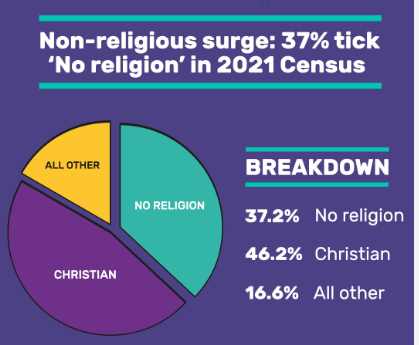 Non-religious surge: 37% tick
‘No religion’ in 2021 Census
ALL OTHER
NO RELIGION
CHRISTIAN
BREAKDOWN
37.2% No religion
46.2% Christian
16.6% All other